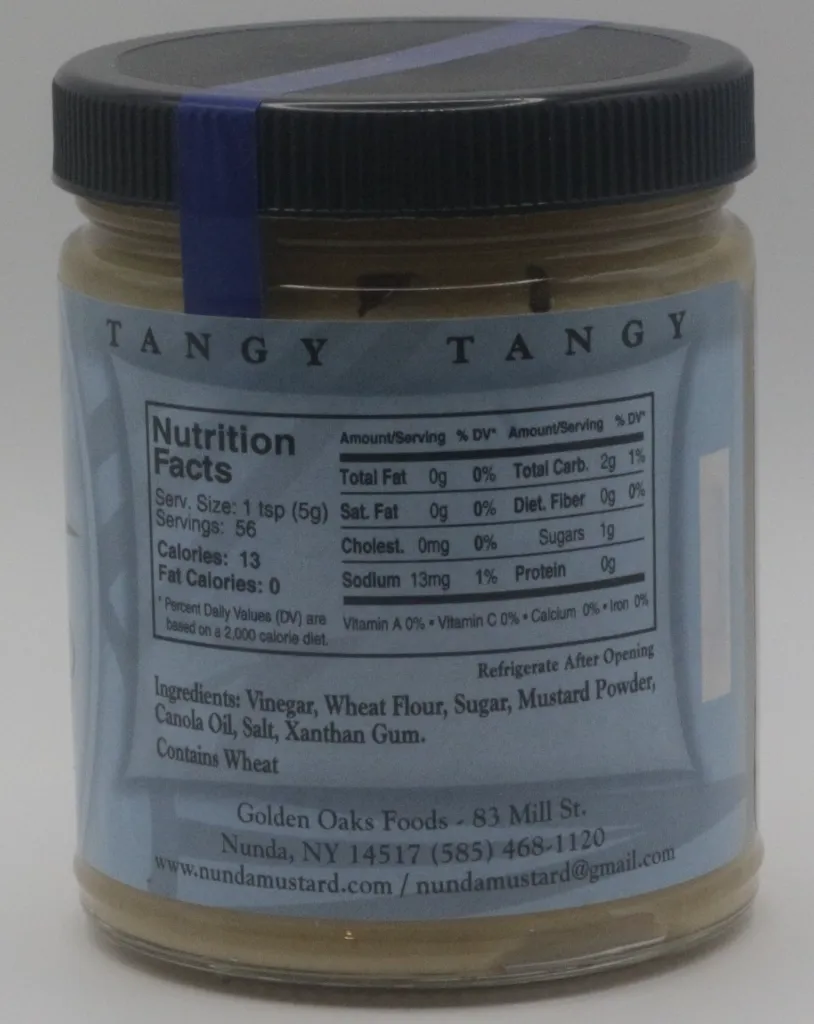 TANGY TANGY
Nutrition
Facts
Serv. Size: 1 tsp (5g)
Servings: 56
Calories: 13
Fat Calories: 0
* Percent Daily Values (DV) are
based on a 2,000 calorie diet.
Amount/Serving % DV* Amount/Serving % DV*
Total Fat 0g 0% Total Carb. 2g 1%
Sat. Fat 0g 0% Diet. Fiber 0g 0%
Cholest. 0mg 0% Sugars 1g
Sodium 13mg 1% Protein 0g
Vitamin A 0% • Vitamin C 0% • Calcium 0% • Iron 0%
Refrigerate After Opening
Ingredients: Vinegar, Wheat Flour, Sugar, Mustard Powder,
Canola Oil, Salt, Xanthan Gum.
Contains Wheat
Golden Oaks Foods - 83 Mill St.
Nunda, NY 14517 (585) 468-1120
www.nundamustard.com / nundamustard@gmail.com